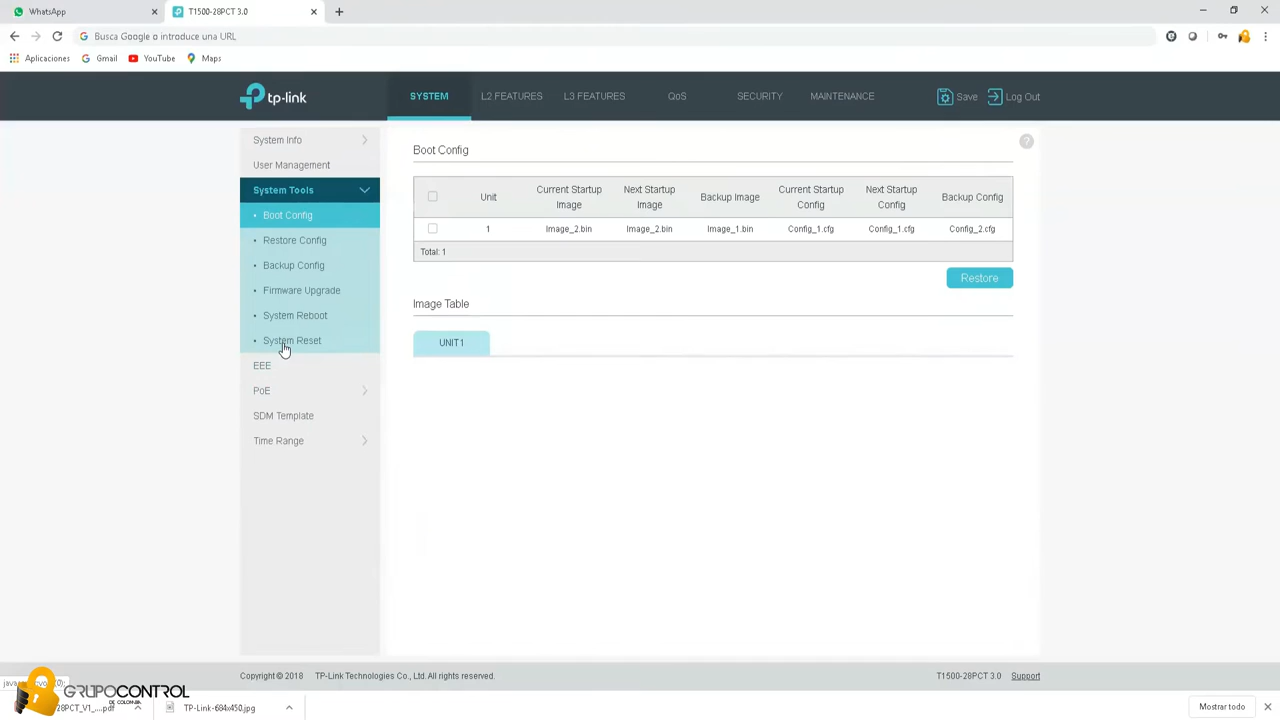 WhatsApp
T1500-28PCT 3.0
Busca Google o introduce una URL
Aplicaciones
Gmail
YouTube
Maps
tp-link
SYSTEM
L2 FEATURES
L3 FEATURES
QoS
SECURITY
MAINTENANCE
Save
Log Out
System Info
User Management
System Tools
Boot Config
Restore Config
Backup Config
Firmware Upgrade
System Reboot
System Reset
EEE
PoE
SDM Template
Time Range
Boot Config
Unit
Current Startup Image
Next Startup Image
Backup Image
Current Startup Config
Next Startup Config
Backup Config
1
Image_2.bin
Image_2.bin
Image_1.bin
Config_1.cfg
Config_1.cfg
Config_2.cfg
Total: 1
Restore
Image Table
UNIT1
Copyright © 2018
TP-Link Technologies Co., Ltd. All rights reserved.
T1500-28PCT 3.0
Support
GRUPOCONTROL
DE COLOMBIA
28PCT_V1_....pdf
TP-Link-684x450.jpg
Mostrar todo